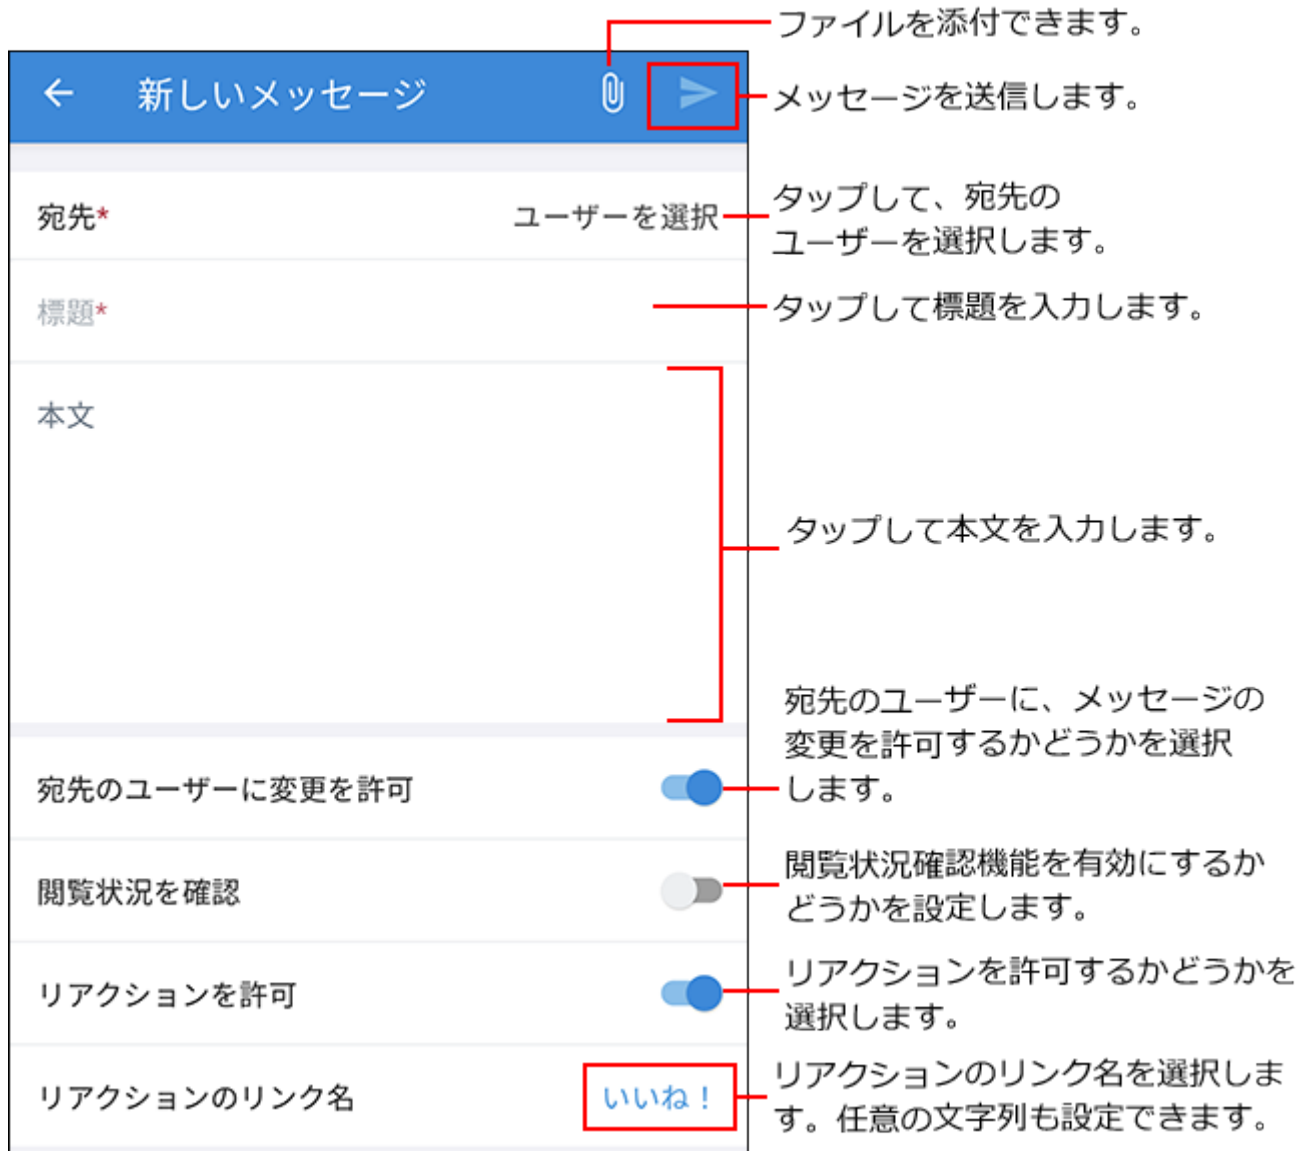 ファイルを添付できます。
新しいメッセージ
メッセージを送信します。
宛先*
ユーザーを選択
タップして、宛先の
ユーザーを選択します。
標題*
タップして標題を入力します。
本文
タップして本文を入力します。
宛先のユーザーに、メッセージの
変更を許可するかどうかを選択
します。
宛先のユーザーに変更を許可
閲覧状況確認機能を有効にするか
どうかを設定します。
閲覧状況を確認
リアクションを許可するかどうかを
選択します。
リアクションを許可
リアクションのリンク名を選択しま
す。任意の文字列も設定できます。
リアクションのリンク名
いいね！